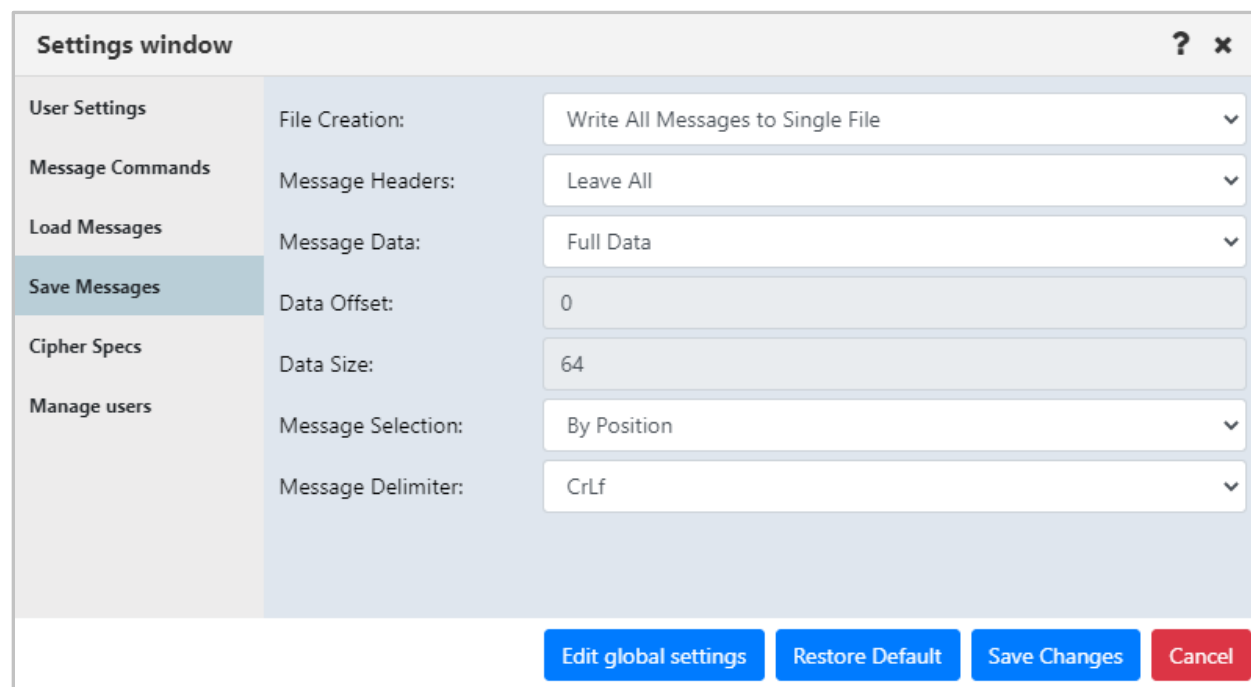 Settings window ? ×
User Settings
Message Commands
Load Messages
Save Messages
Cipher Specs
Manage users
File Creation: Write All Messages to Single File
Message Headers: Leave All
Message Data: Full Data
Data Offset: 0
Data Size: 64
Message Selection: By Position
Message Delimiter: CrLf
Edit global settings Restore Default Save Changes Cancel